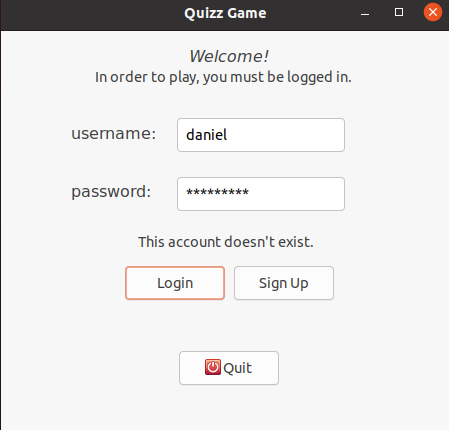 Quizz Game
Welcome!
In order to play, you must be logged in.
username: daniel
password: *********
This account doesn't exist.
Login Sign Up
Quit